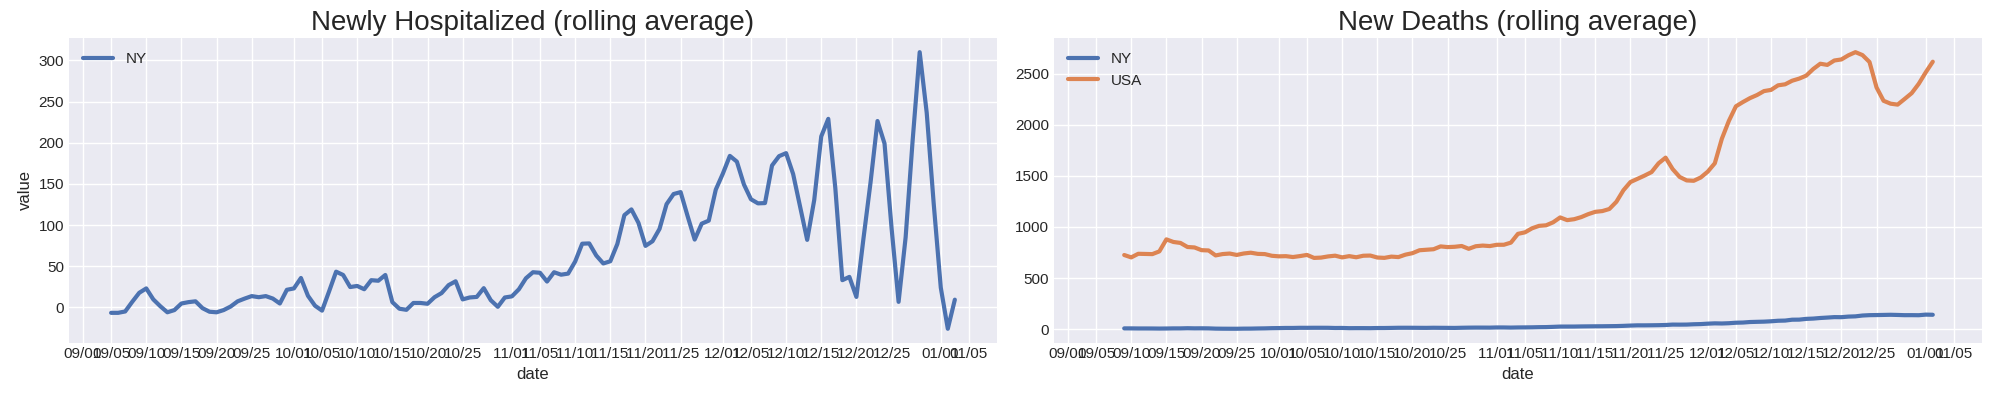 Newly Hospitalized (rolling average)
NY
value
300
250
200
150
100
50
0
09/01 09/05 09/10 09/15 09/20 09/25 10/01 10/05 10/10 10/15 10/20 10/25 11/01 11/05 11/10 11/15 11/20 11/25 12/01 12/05 12/10 12/15 12/20 12/25 01/01 01/05
date
New Deaths (rolling average)
NY
USA
2500
2000
1500
1000
500
0
09/01 09/05 09/10 09/15 09/20 09/25 10/01 10/05 10/10 10/15 10/20 10/25 11/01 11/05 11/10 11/15 11/20 11/25 12/01 12/05 12/10 12/15 12/20 12/25 01/01 01/05
date